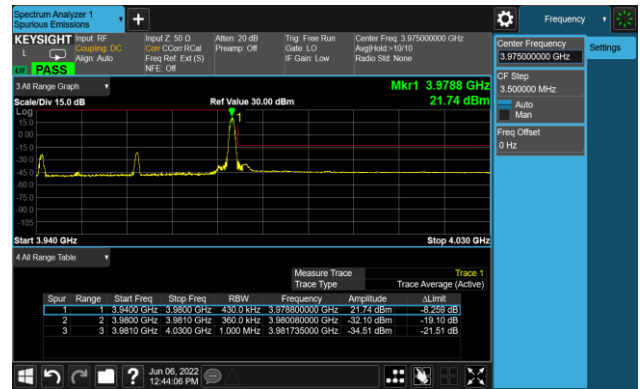 Spectrum Analyzer 1
Spurious Emissions
+
Frequency
KEYSIGHT
Input: RF
Coupling: DC
Align: Auto
Input Z: 50 Ω
Corr CCorr RCal
Freq Ref: Ext (S)
NFE: Off
Atten: 20 dB
Preamp: Off
Trig: Free Run
Gate: LO
IF Gain: Low
Center Freq: 3.975000000 GHz
Avg|Hold:>10/10
Radio Std: None
L
PASS
Center Frequency
3.975000000 GHz
Settings
CF Step
3.500000 MHz
Auto
Man
Freq Offset
0 Hz
3 All Range Graph
Mkr1 3.9788 GHz
Scale/Div 15.0 dB
Ref Value 30.00 dBm
21.74 dBm
Log
1
15.0
0.00
-15.0
-30.0
-45.0
-60.0
-75.0
-90.0
-105
Start 3.940 GHz
Stop 4.030 GHz
4 All Range Table
Measure Trace
Trace 1
Trace Type
Trace Average (Active)
Spur Range Start Freq Stop Freq RBW Frequency Amplitude ΔLimit
1 1 3.9400 GHz 3.9800 GHz 430.0 kHz 3.978800000 GHz 21.74 dBm -8.259 dB
2 2 3.9800 GHz 3.9810 GHz 360.0 kHz 3.980080000 GHz -32.10 dBm -19.10 dB
3 3 3.9810 GHz 4.0300 GHz 1.000 MHz 3.981735000 GHz -34.51 dBm -21.51 dB
?
Jun 06, 2022
12:44:06 PM